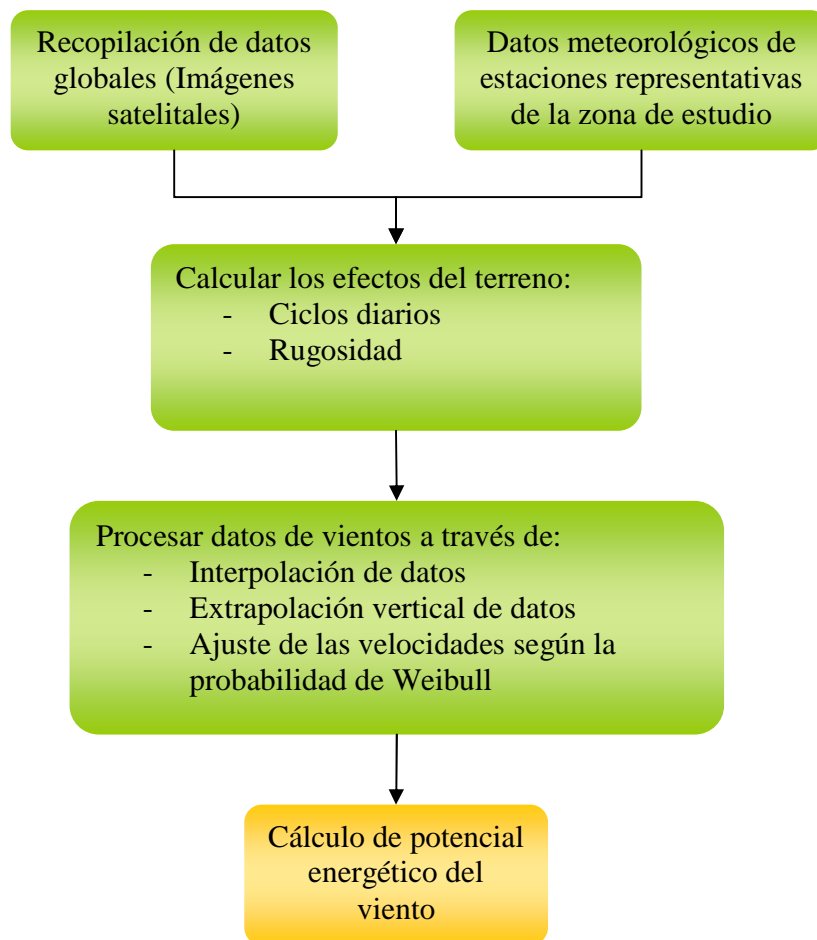 Recopilación de datos
globales (Imágenes
satelitales)
Datos meteorológicos de
estaciones representativas
de la zona de estudio
Calcular los efectos del terreno:
- Ciclos diarios
- Rugosidad
Procesar datos de vientos a través de:
- Interpolación de datos
- Extrapolación vertical de datos
- Ajuste de las velocidades según la
probabilidad de Weibull
Cálculo de potencial
energético del
viento